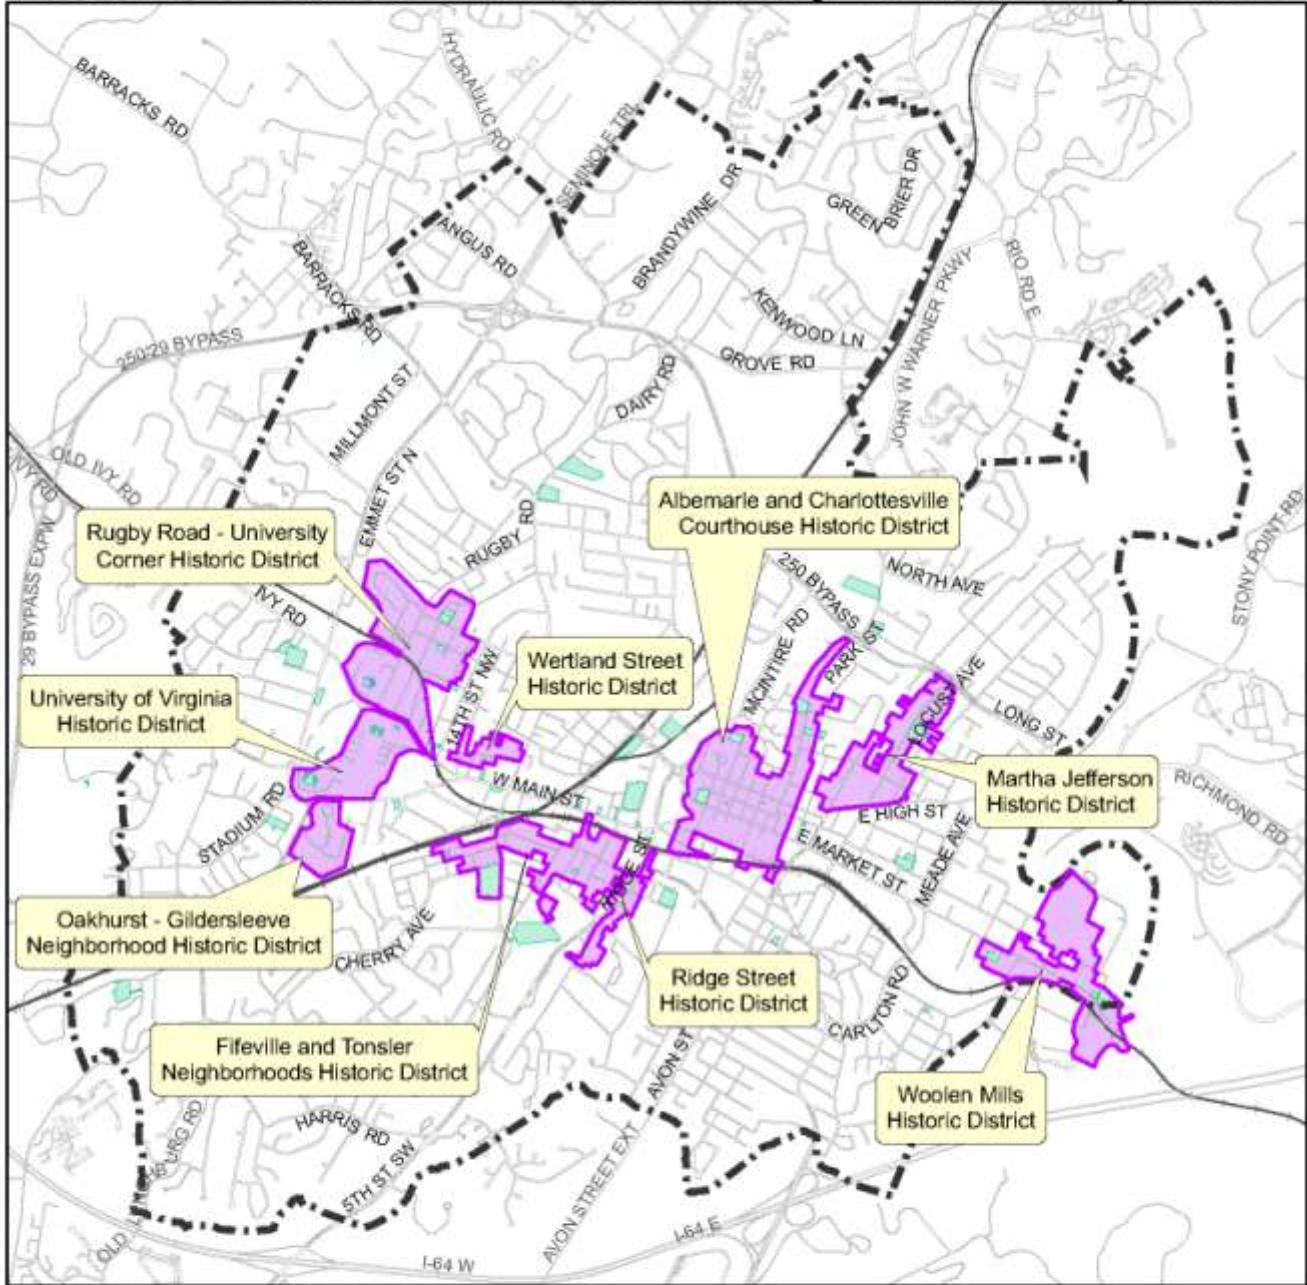 BARRACKS RD
HYDRAULIC RD
SEMINOLE TRL
BRANDYWINE DR
GREEN BRIER DR
ANGUS RD
BARRACKS RD
RIO RD E
JOHN W WARNER PKWY
KENWOOD LN
GROVE RD
250/29 BYPASS
MILLMONT ST
DAIRY RD
OLD IVY RD
IVY RD
EMMET ST N
RUGBY RD
Albemarle and Charlottesville
Courthouse Historic District
Rugby Road - University
Corner Historic District
STONY POINT RD
29 BYPASS EXPW
IVY RD
250 BYPASS
NORTH AVE
MCINTIRE RD
PARK ST
14TH ST NW
Wertland Street
Historic District
LOCUST AVE
LONG ST
University of Virginia
Historic District
W MAIN ST
Martha Jefferson
Historic District
RICHMOND RD
STADIUM RD
E HIGH ST
E MARKET ST
MEADE AVE
RIDGE ST
Oakhurst - Gildersleeve
Neighborhood Historic District
CHERRY AVE
Ridge Street
Historic District
CARLTON RD
Fifeville and Tonsler
Neighborhoods Historic District
AVON ST
Woolen Mills
Historic District
HARRIS RD
5TH ST SW
AVON STREET EXT
OLD
I-64 W
I-64 E